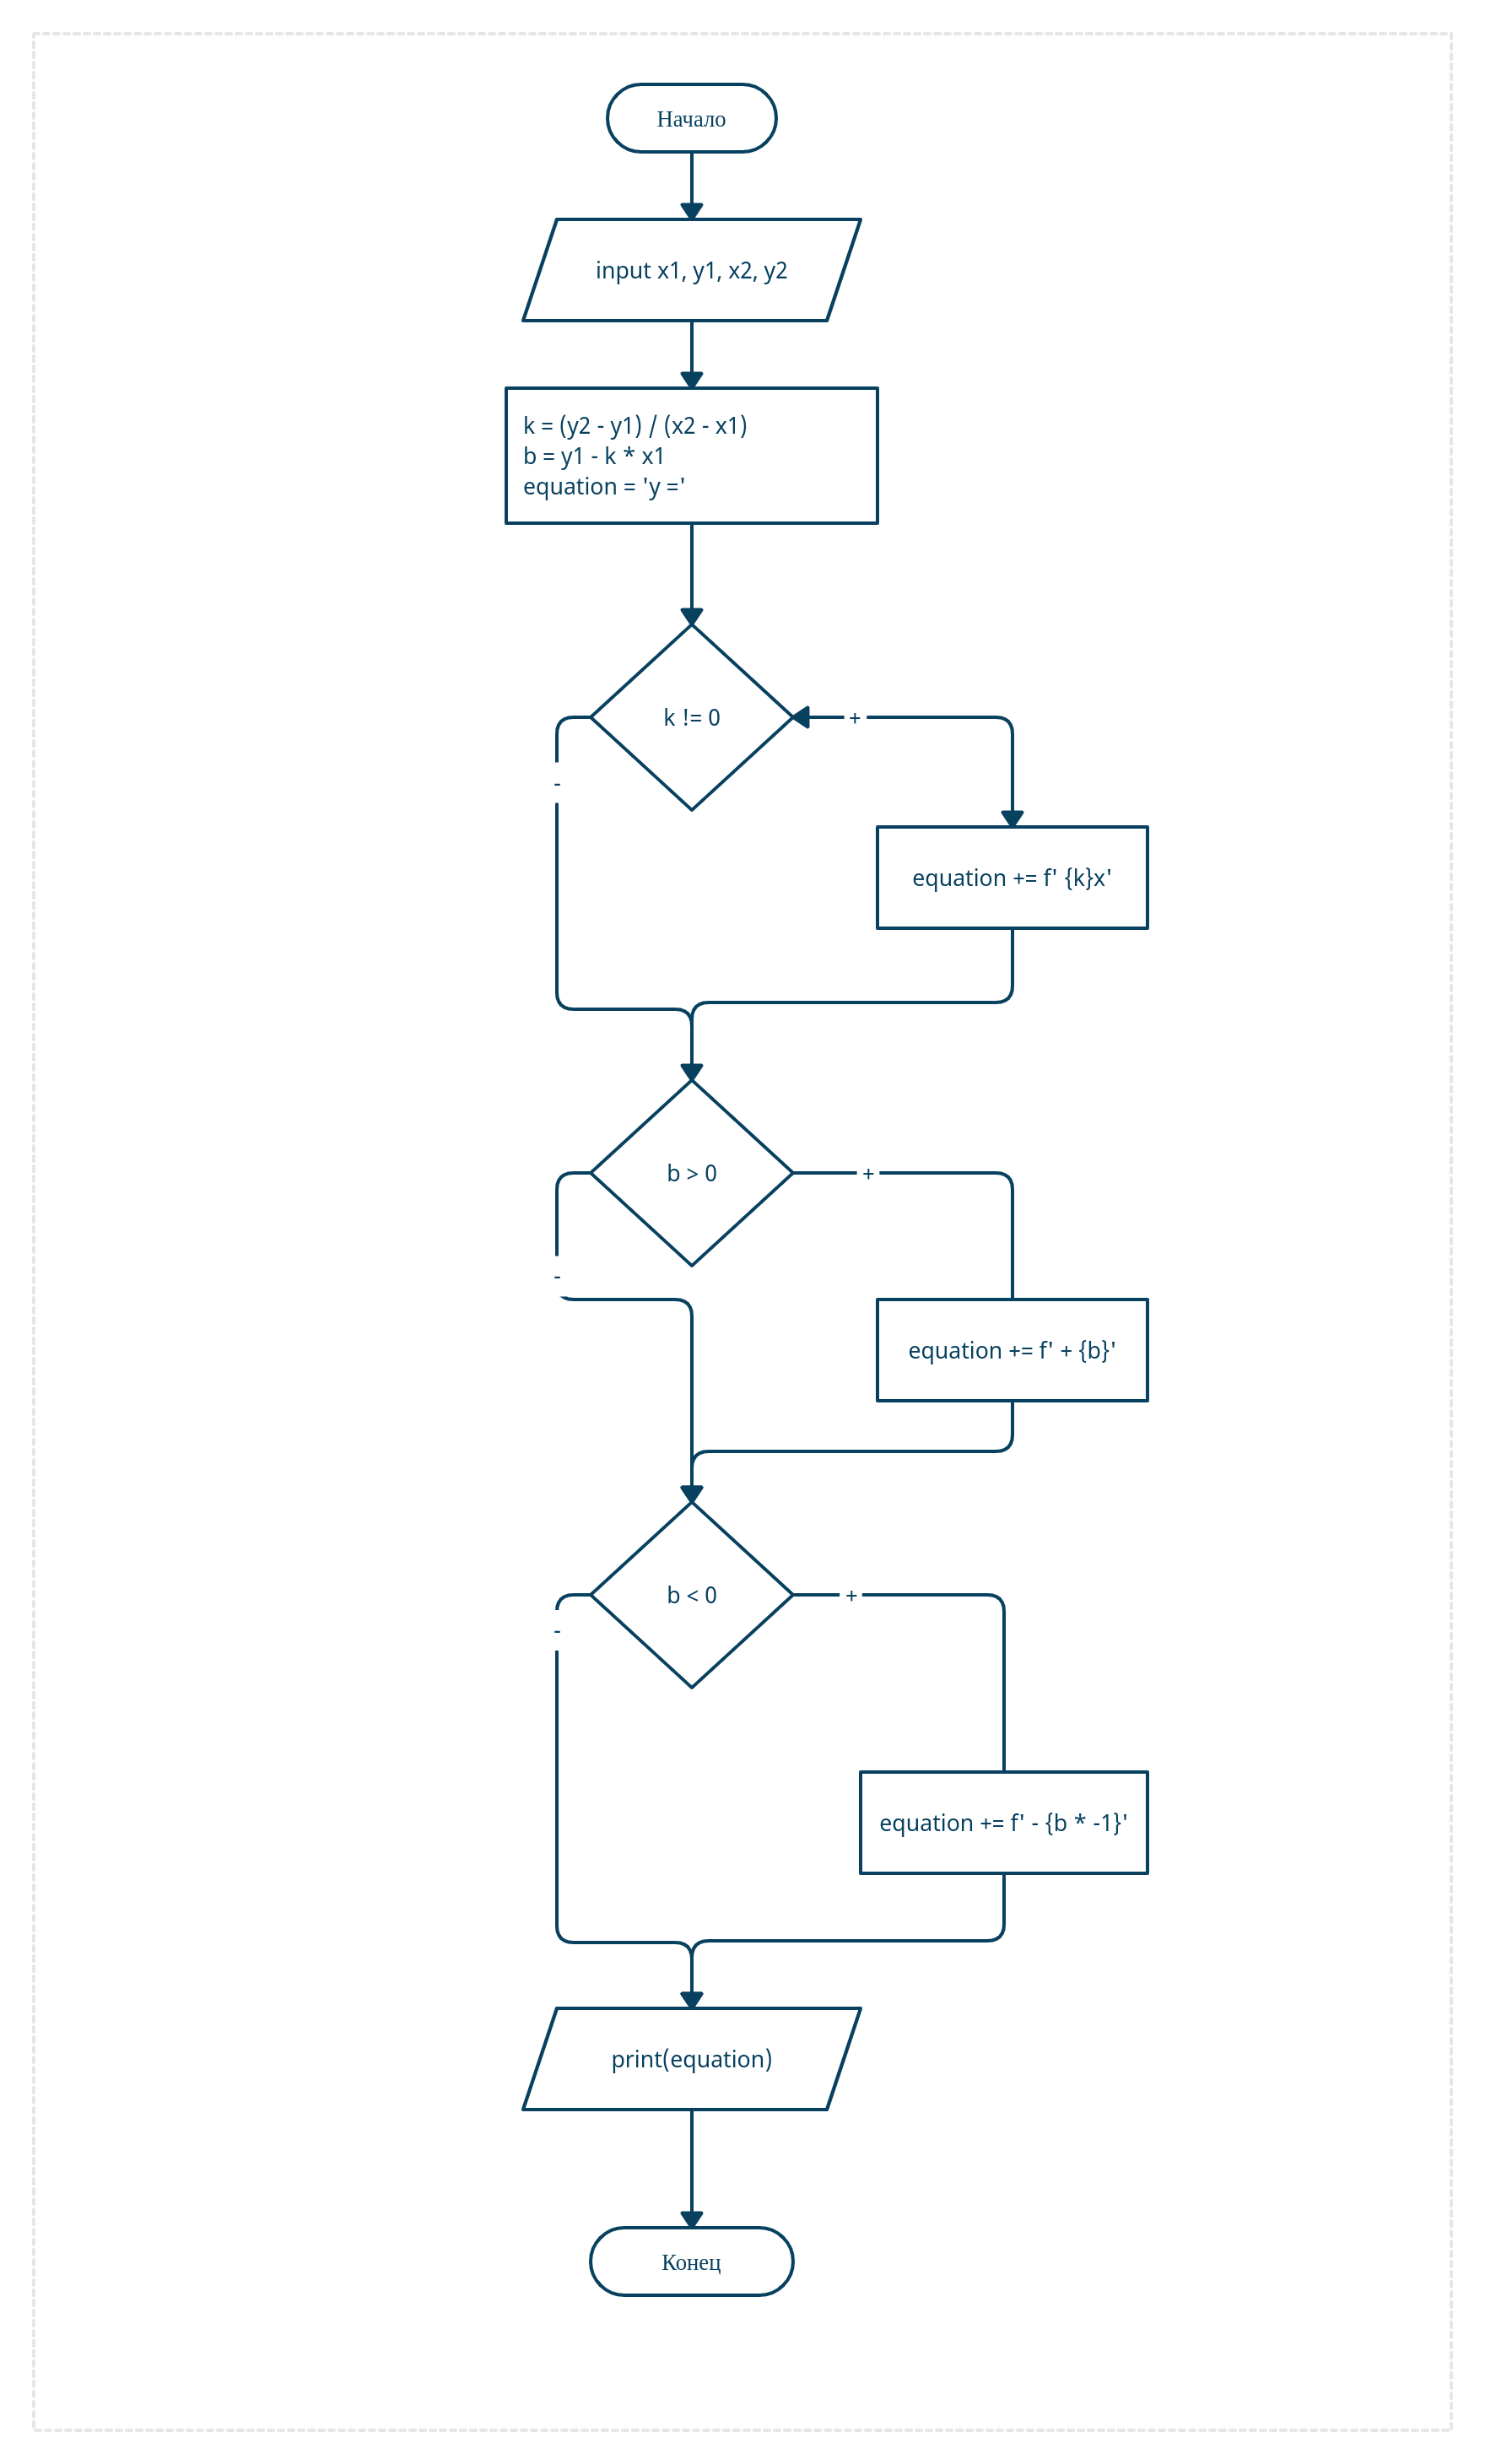 Начало
input x1, y1, x2, y2
k = (y2 - y1) / (x2 - x1)
b = y1 - k * x1
equation = 'y ='
k != 0
+
-
equation += f' {k}x'
b > 0
+
-
equation += f' + {b}'
b < 0
+
-
equation += f' - {b * -1}'
print(equation)
Конец